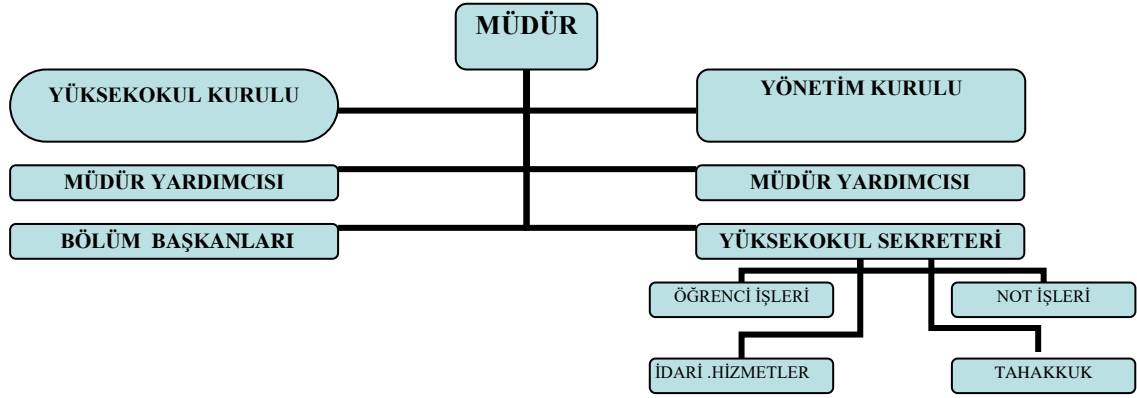 MÜDÜR
YÜKSEKOKUL KURULU
YÖNETİM KURULU
MÜDÜR YARDIMCISI
MÜDÜR YARDIMCISI
BÖLÜM  BAŞKANLARI
YÜKSEKOKUL SEKRETERİ
ÖĞRENCİ İŞLERİ
NOT İŞLERİ
İDARİ .HİZMETLER
TAHAKKUK